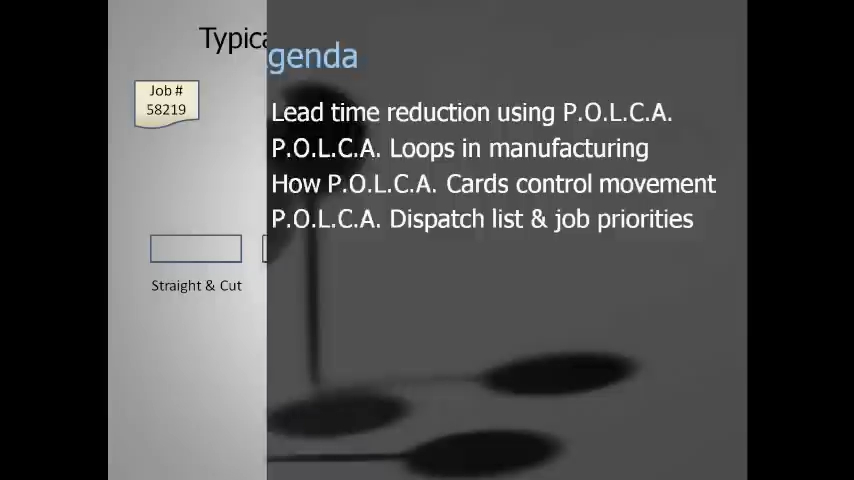 Typica
genda
Job #
58219
Lead time reduction using P.O.L.C.A.
P.O.L.C.A. Loops in manufacturing
How P.O.L.C.A. Cards control movement
P.O.L.C.A. Dispatch list & job priorities
Straight & Cut